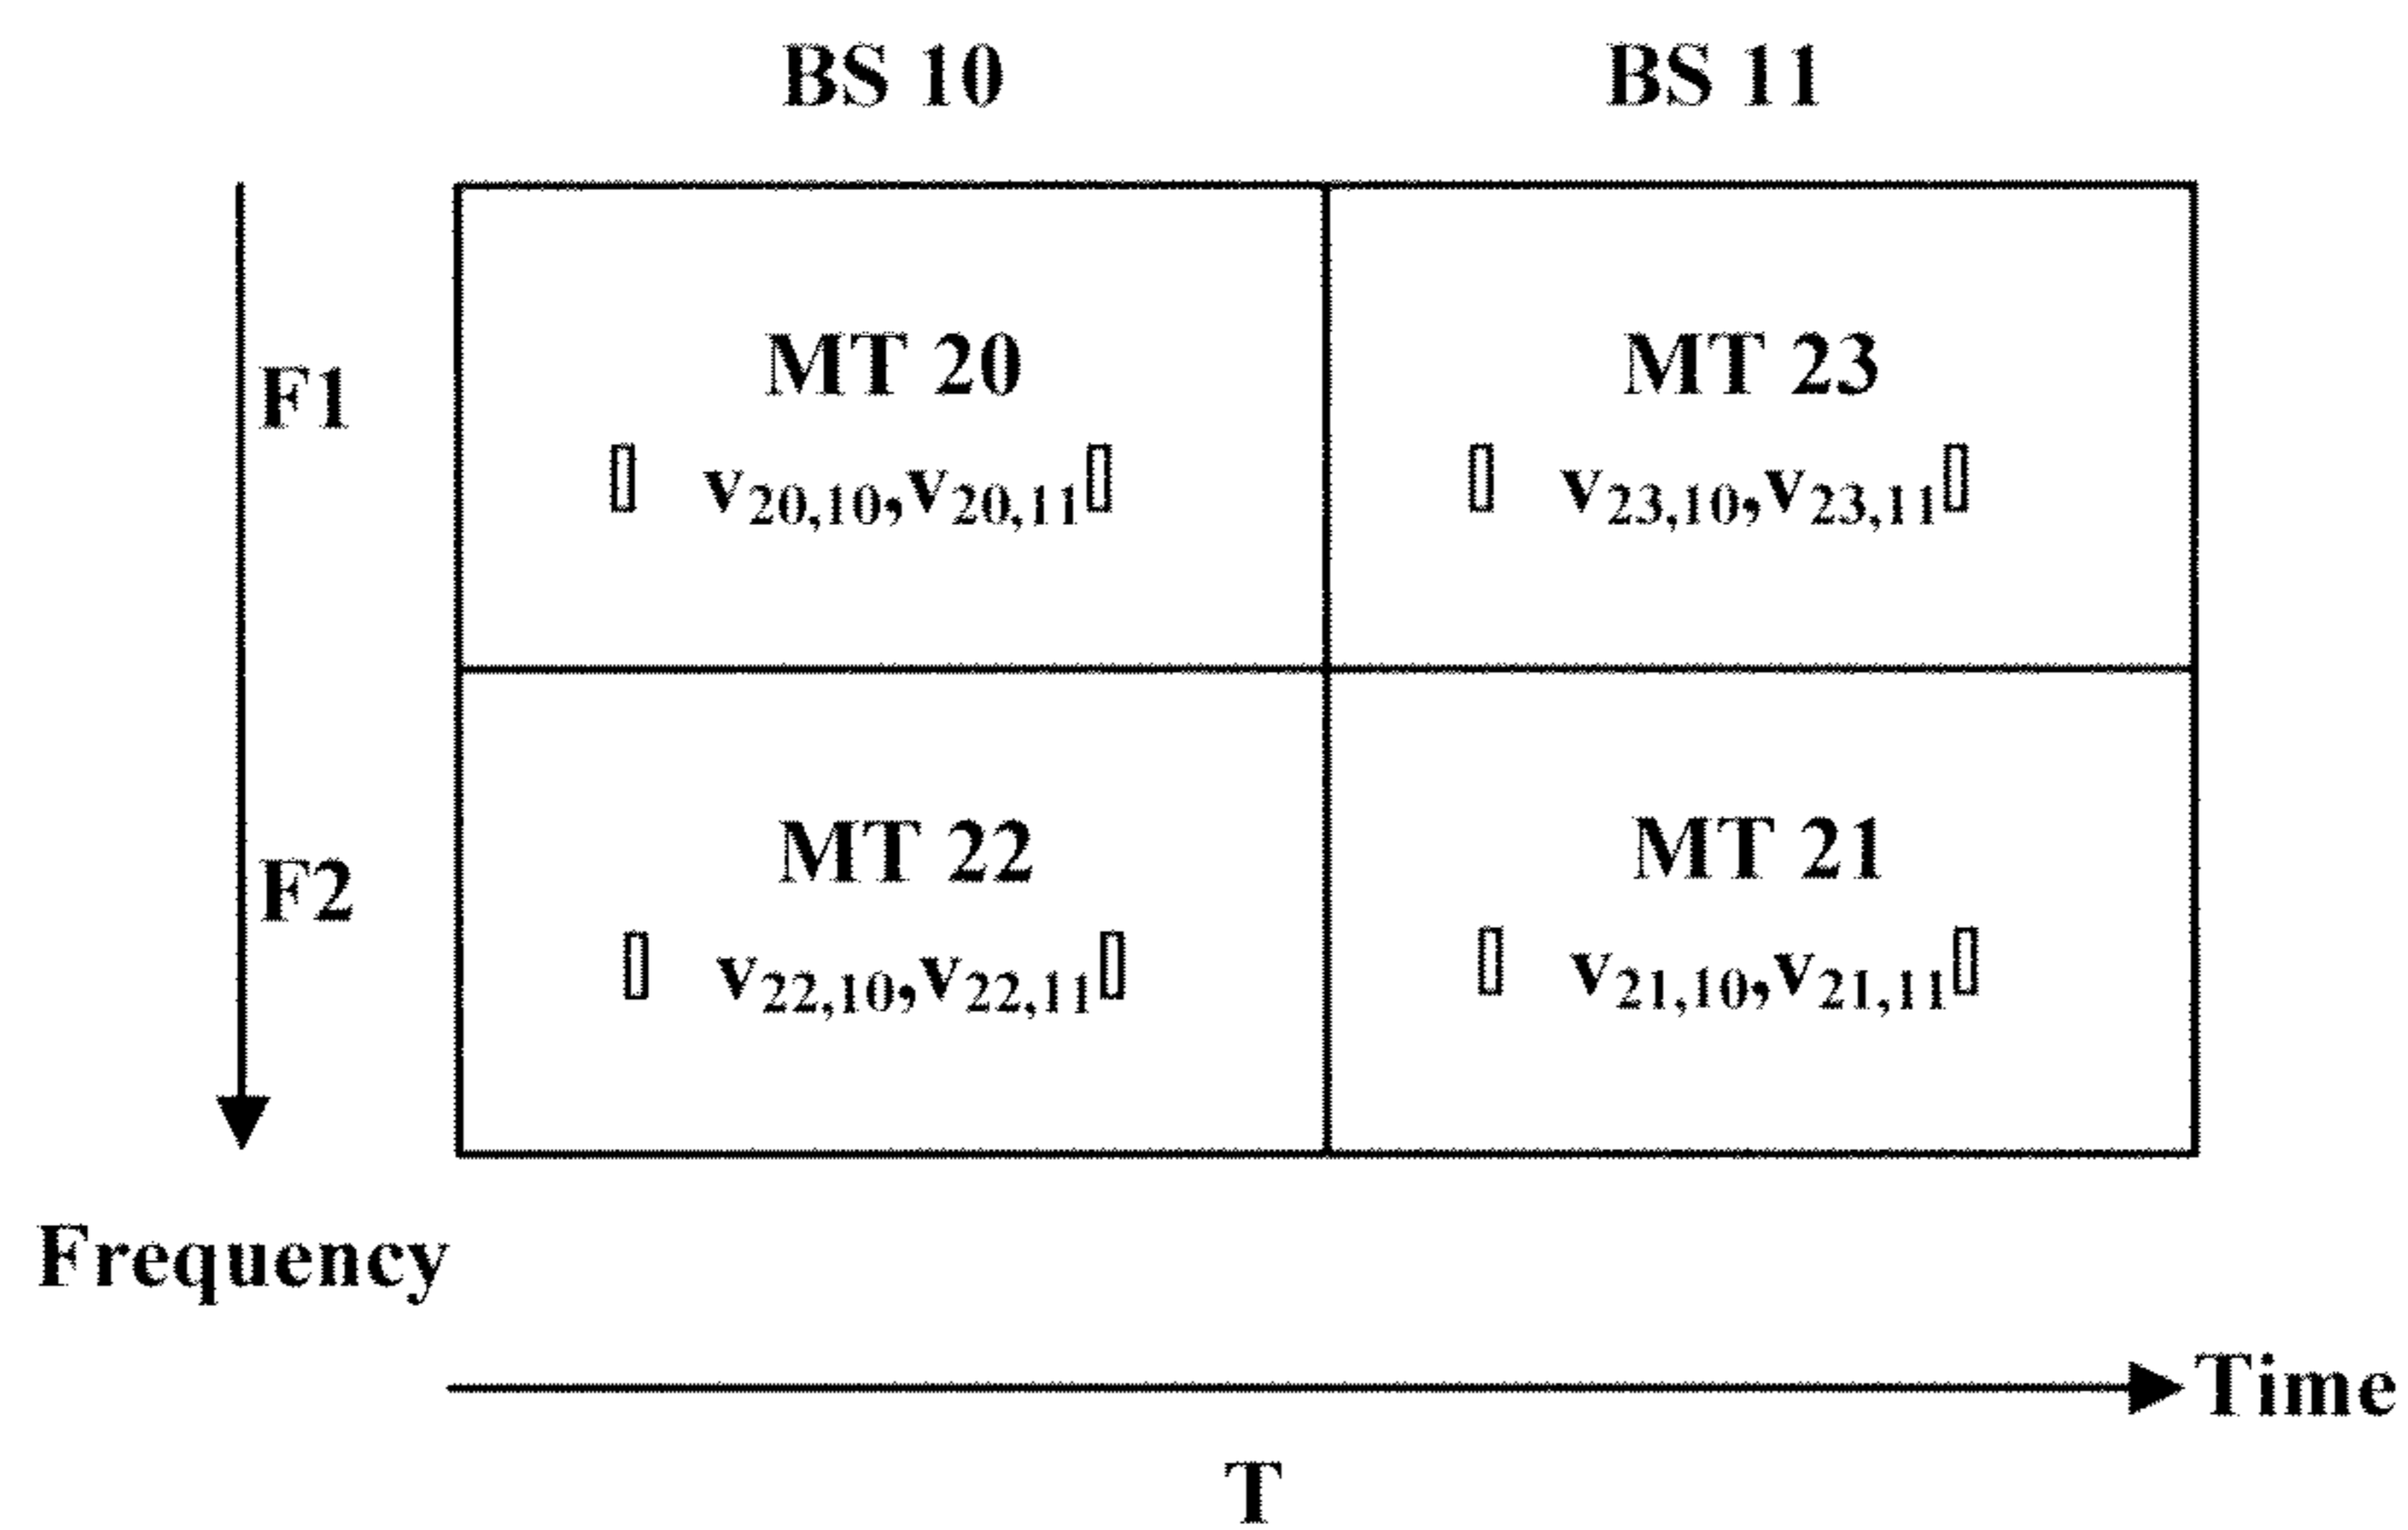 BS 10 BS 11
F1
MT 20
▯ v20,10,v20,11▯
MT 23
▯ v23,10,v23,11▯
F2
MT 22
▯ v22,10,v22,11▯
MT 21
▯ v21,10,v21,11▯
Frequency
Time
T